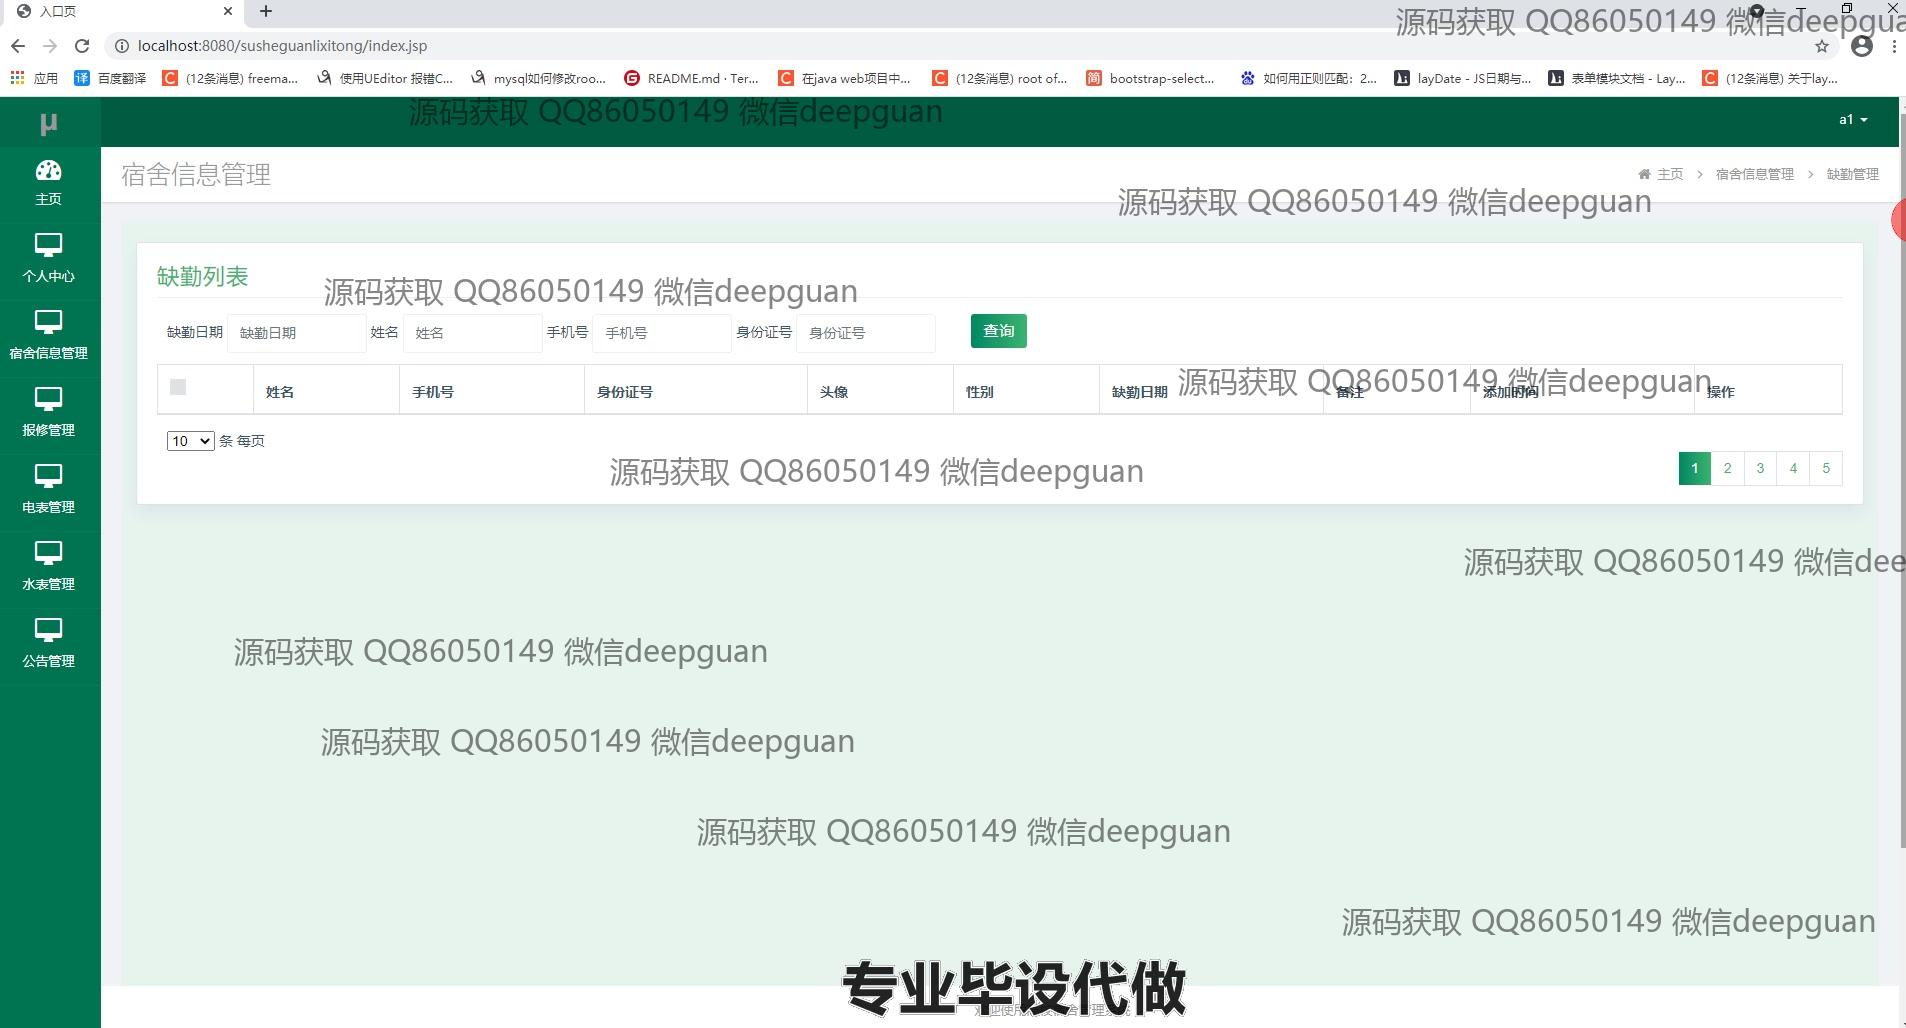 入口页
源码获取 QQ86050149 微信deepgua
localhost:8080/susheguanlixitong/index.jsp
应用 百度翻译 (12条消息) freema... 使用UEditor 报错C... mysql如何修改roo... README.md · Ter... 在java web项目中... (12条消息) root of... bootstrap-select... 如何用正则匹配：2... layDate - JS日期与... 表单模块文档 - Lay... (12条消息) 关于lay...
源码获取 QQ86050149 微信deepguan
μ
a1
主页
宿舍信息管理
主页 > 宿舍信息管理 > 缺勤管理
源码获取 QQ86050149 微信deepguan
个人中心
缺勤列表
源码获取 QQ86050149 微信deepguan
宿舍信息管理
缺勤日期 缺勤日期 姓名 姓名 手机号 手机号 身份证号 身份证号 查询
源码获取 QQ86050149 微信deepguan
姓名 手机号 身份证号 头像 性别 缺勤日期 备注 添加时间 操作
报修管理
10 条 每页
源码获取 QQ86050149 微信deepguan
1 2 3 4 5
电表管理
源码获取 QQ86050149 微信dee
水表管理
源码获取 QQ86050149 微信deepguan
公告管理
源码获取 QQ86050149 微信deepguan
源码获取 QQ86050149 微信deepguan
源码获取 QQ86050149 微信deepguan
专业毕设代做